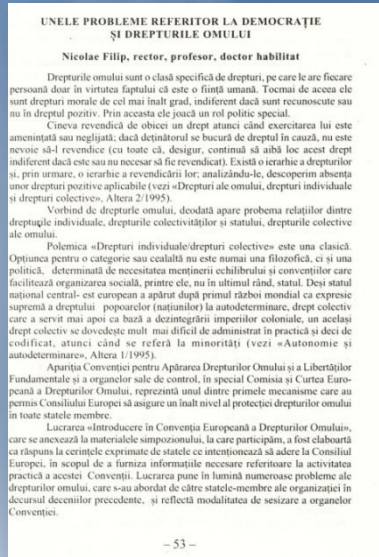 UNELE PROBLEME REFERITOR LA DEMOCRAȚIE
ȘI DREPTURILE OMULUI
Nicolae Filip, rector, profesor, doctor habilitat
Drepturile omului sunt o clasă specifică de drepturi, pe care le are fiecare
persoană doar în virtutea faptului că este o ființă umană. Tocmai de aceea ele
sunt drepturi morale de cel mai înalt grad, indiferent dacă sunt recunoscute sau
nu în dreptul pozitiv. Prin aceasta ele joacă un rol politic special.
Cineva revendică de obicei un drept atunci când exercitarea lui este
amenințată sau neglijată; dacă deținătorul se bucură de dreptul în cauză, nu este
nevoie să-l revendice (cu toate că, desigur, continuă să aibă loc acest drept
indiferent dacă este sau nu necesar să fie revendicat). Există o ierarhie a drepturilor
și, prin urmare, o ierarhie a revendicărilor lor; analizându-le, descoperim absența
unor drepturi pozitive aplicabile (vezi «Drepturi ale omului, drepturi individuale
și drepturi colective», Altera 2/1995).
Vorbind de drepturle omului, deodată apare probema relațiilor dintre
drepturile individuale, drepturile colectivităților și statului, drepturile colective
ale omului.
Polemica «Drepturi individuale/drepturi colective» este una clasică.
Opțiunea pentru o categorie sau cealaltă nu este numai una filozofică, ci și una
politică, determinată de necesitatea menținerii echilibrului și convențiilor care
facilitează organizarea socială, printre ele, nu în ultimul rând, statul. Deși statul
național central- est european a apărut după primul război mondial ca expresie
supremă a dreptului popoarelor (națiunilor) la autodeterminare, drept colectiv
care a servit mai apoi ca bază a dezintegrării imperiilor coloniale, un același
drept colectiv se dovedește mult mai dificil de administrat în practică și deci de
codificat, atunci când se referă la minorități (vezi «Autonomie și
autodeterminare», Altera 1/1995).
Apariția Convenției pentru Apărarea Drepturilor Omului și a Libertăților
Fundamentale și a organelor sale de control, în special Comisia și Curtea Euro-
peană a Drepturilor Omului, reprezintă unul dintre primele mecanisme care au
permis Consiliului Europei să asigure un înalt nivel al protecției drepturilor omului
în toate statele membre.
Lucrarea «Introducere în Convenția Europeană a Drepturilor Omului»,
care se anexează la materialele simpozionului, la care participăm, a fost elaboartă
ca răspuns la cerințele exprimate de statele ce intenționează să adere la Consiliul
Europei, în scopul de a furniza informațiile necesare referitoare la activitatea
practică a acestei Convenții. Lucrarea pune în lumină numeroase probleme ale
drepturilor omului, care s-au abordat de către statele-membre ale organizației în
decursul deceniilor precedente, și reflectă modalitatea de sesizare a organelor
Convenției.
– 53 –